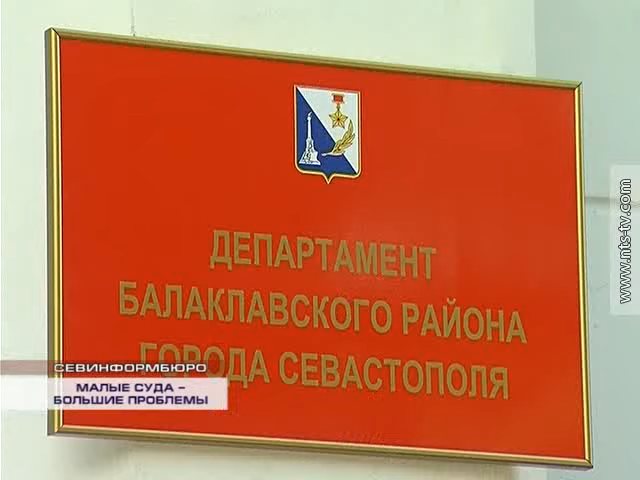 ДЕПАРТАМЕНТ
БАЛАКЛАВСКОГО РАЙОНА
ГОРОДА СЕВАСТОПОЛЯ
СЕВИНФОРМБЮРО
МАЛЫЕ СУДА –
БОЛЬШИЕ ПРОБЛЕМЫ
www.nts-tv.com